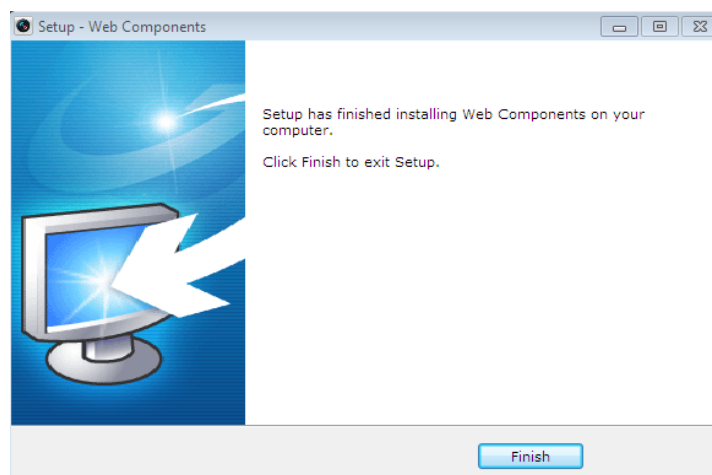 Setup - Web Components
Setup has finished installing Web Components on your
computer.
Click Finish to exit Setup.
Finish